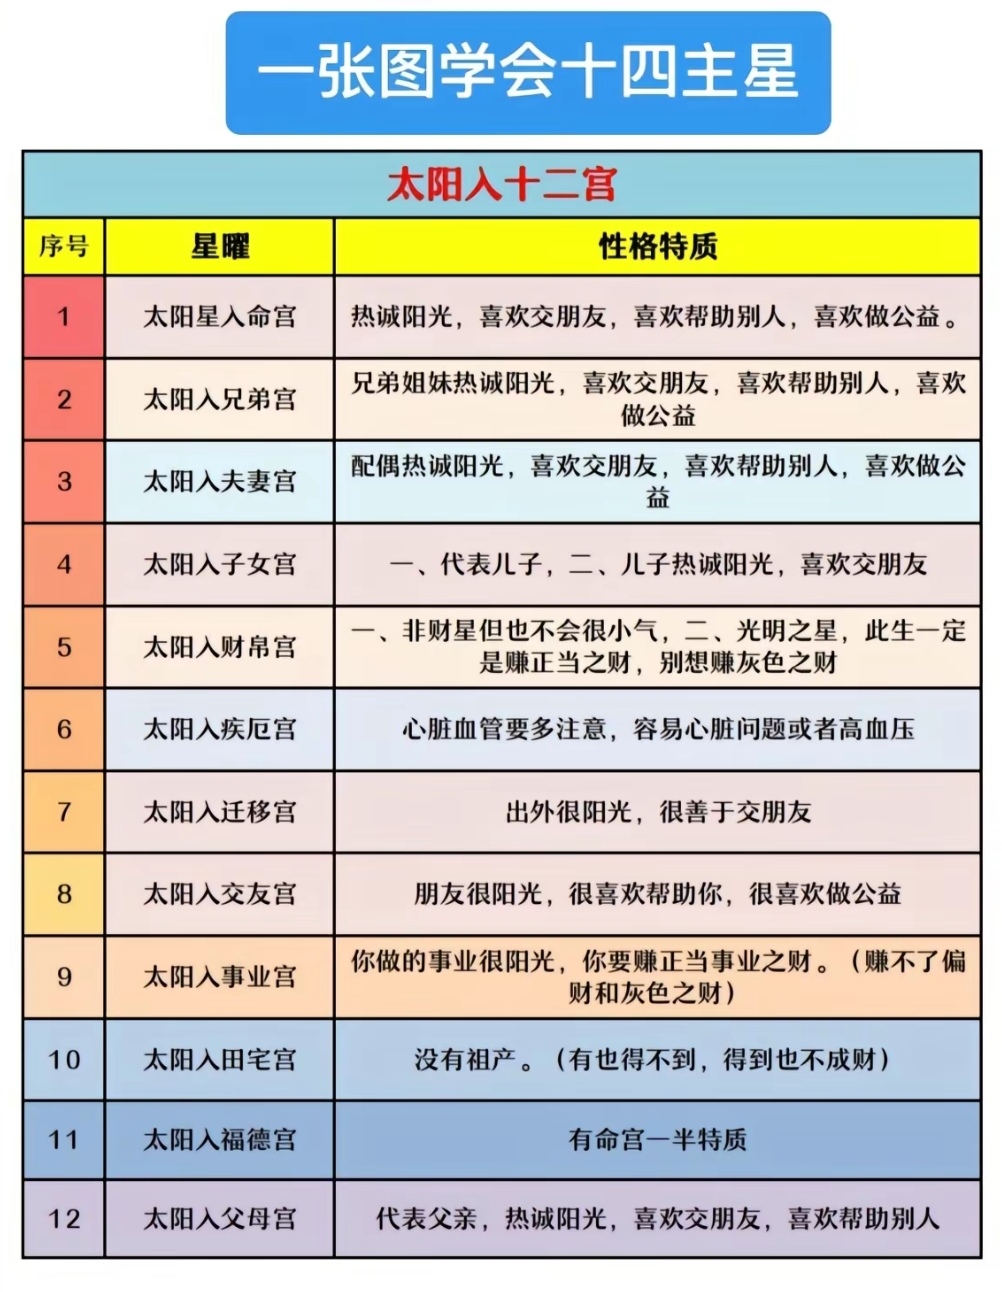 一张图学会十四主星
太阳入十二宫
序号 星曜 性格特质
1 太阳星入命宫 热诚阳光，喜欢交朋友，喜欢帮助别人，喜欢做公益。
2 太阳入兄弟宫 兄弟姐妹热诚阳光，喜欢交朋友，喜欢帮助别人，喜欢
做公益
3 太阳入夫妻宫 配偶热诚阳光，喜欢交朋友，喜欢帮助别人，喜欢做公
益
4 太阳入子女宫 一、代表儿子，二、儿子热诚阳光，喜欢交朋友
5 太阳入财帛宫 一、非财星但也不会很小气，二、光明之星，此生一定
是赚正当之财，别想赚灰色之财
6 太阳入疾厄宫 心脏血管要多注意，容易心脏问题或者高血压
7 太阳入迁移宫 出外很阳光，很善于交朋友
8 太阳入交友宫 朋友很阳光，很喜欢帮助你，很喜欢做公益
9 太阳入事业宫 你做的事业很阳光，你要赚正当事业之财。（赚不了偏
财和灰色之财）
10 太阳入田宅宫 没有祖产。（有也得不到，得到也不成财）
11 太阳入福德宫 有命宫一半特质
12 太阳入父母宫 代表父亲，热诚阳光，喜欢交朋友，喜欢帮助别人